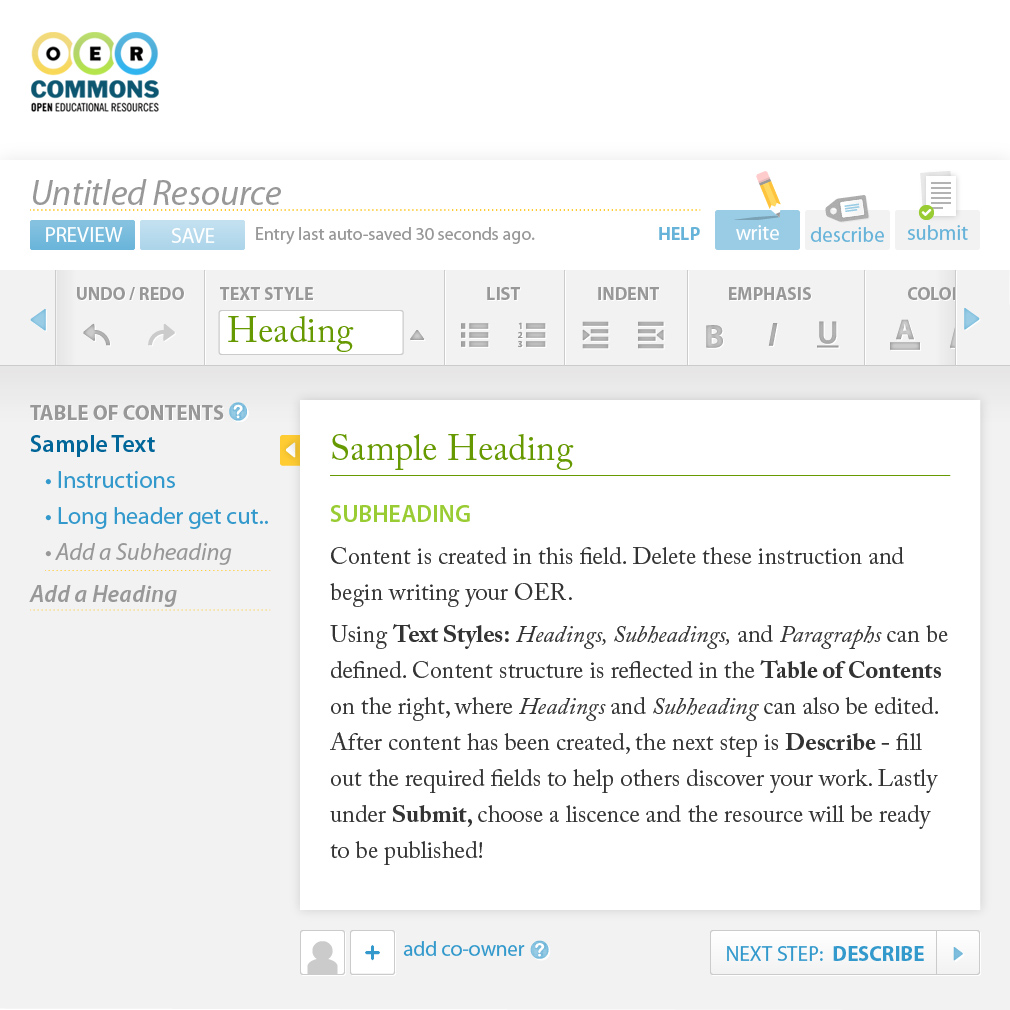 O E R
COMMONS
OPEN EDUCATIONAL RESOURCES
Untitled Resource
PREVIEW SAVE Entry last auto-saved 30 seconds ago. HELP write describe submit
UNDO / REDO TEXT STYLE LIST INDENT EMPHASIS COLO
Heading 1 2 3 B I U A
TABLE OF CONTENTS ?
Sample Text
• Instructions
• Long header get cut..
• Add a Subheading
Add a Heading
Sample Heading
SUBHEADING
Content is created in this field. Delete these instruction and
begin writing your OER.
Using Text Styles: Headings, Subheadings, and Paragraphs can be
defined. Content structure is reflected in the Table of Contents
on the right, where Headings and Subheading can also be edited.
After content has been created, the next step is Describe - fill
out the required fields to help others discover your work. Lastly
under Submit, choose a liscence and the resource will be ready
to be published!
+ add co-owner ? NEXT STEP: DESCRIBE